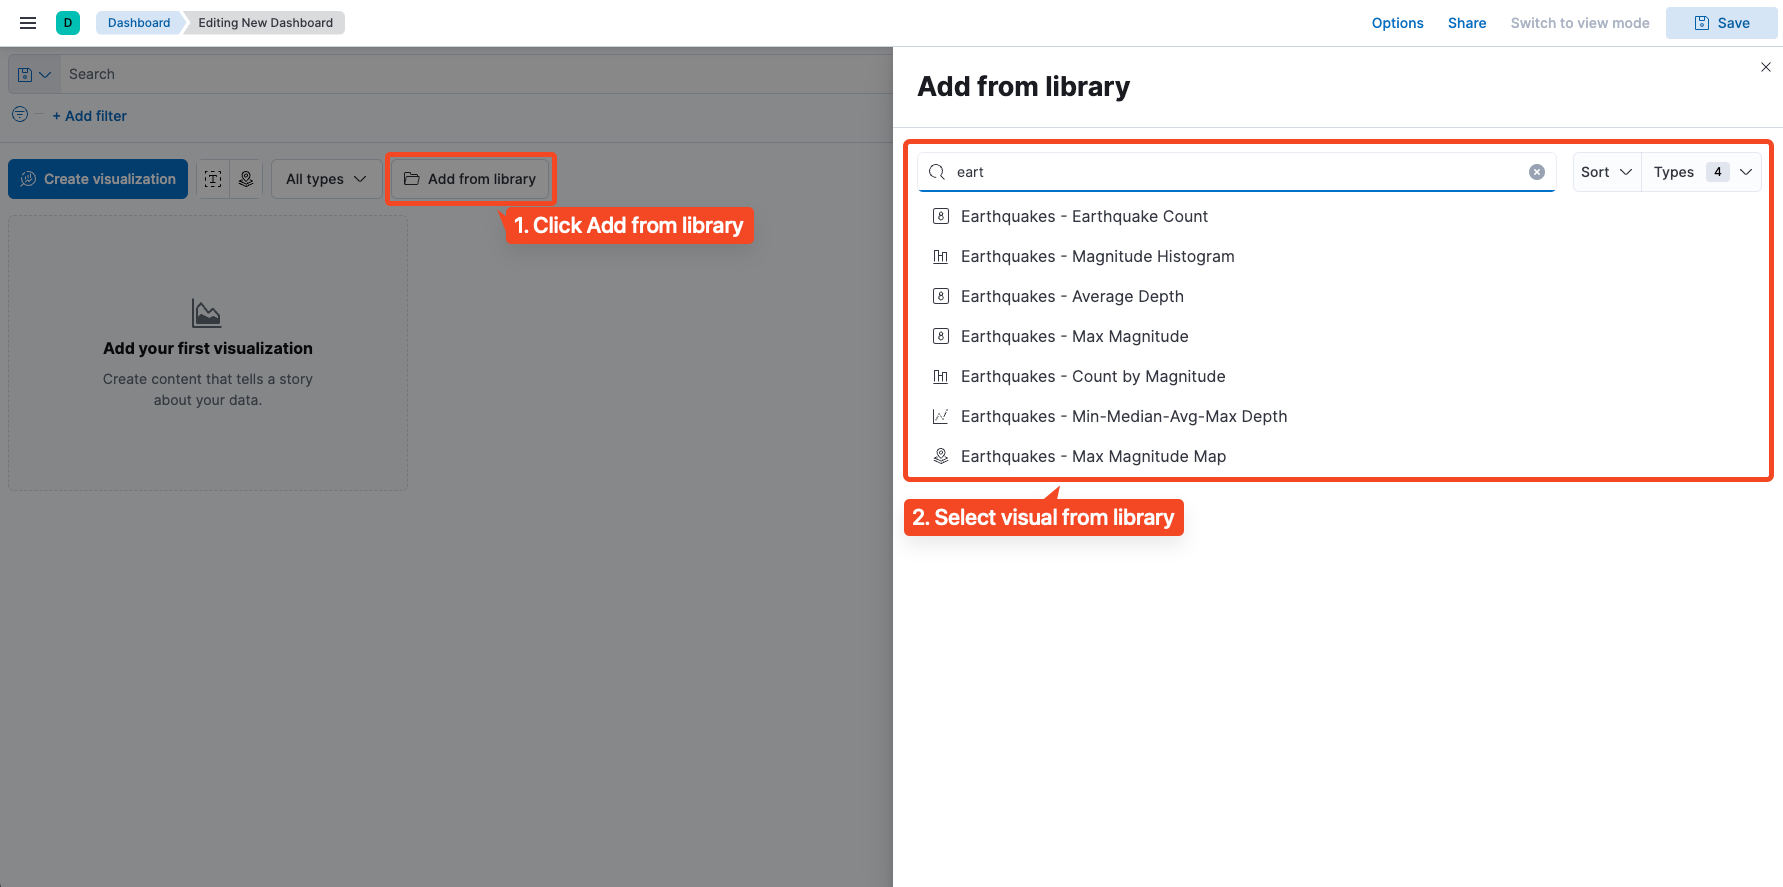 D
Dashboard
Editing New Dashboard
Options
Share
Switch to view mode
Save
Search
+ Add filter
Create visualization
All types
Add from library
1. Click Add from library
Add your first visualization
Create content that tells a story
about your data.
Add from library
eart
Sort
Types
4
8
Earthquakes - Earthquake Count
Earthquakes - Magnitude Histogram
8
Earthquakes - Average Depth
8
Earthquakes - Max Magnitude
Earthquakes - Count by Magnitude
Earthquakes - Min-Median-Avg-Max Depth
Earthquakes - Max Magnitude Map
2. Select visual from library